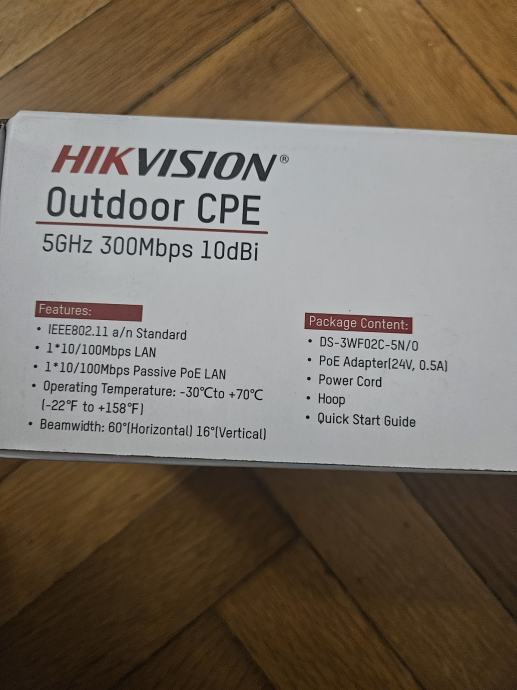 HIKVISION®
Outdoor CPE
5GHz 300Mbps 10dBi
Features:
• IEEE802.11 a/n Standard
• 1*10/100Mbps LAN
• 1*10/100Mbps Passive PoE LAN
• Operating Temperature: -30℃to +70℃
(-22℉ to +158℉)
• Beamwidth: 60°(Horizontal) 16°(Vertical)
Package Content:
• DS-3WF02C-5N/O
• PoE Adapter(24V, 0.5A)
• Power Cord
• Hoop
• Quick Start Guide